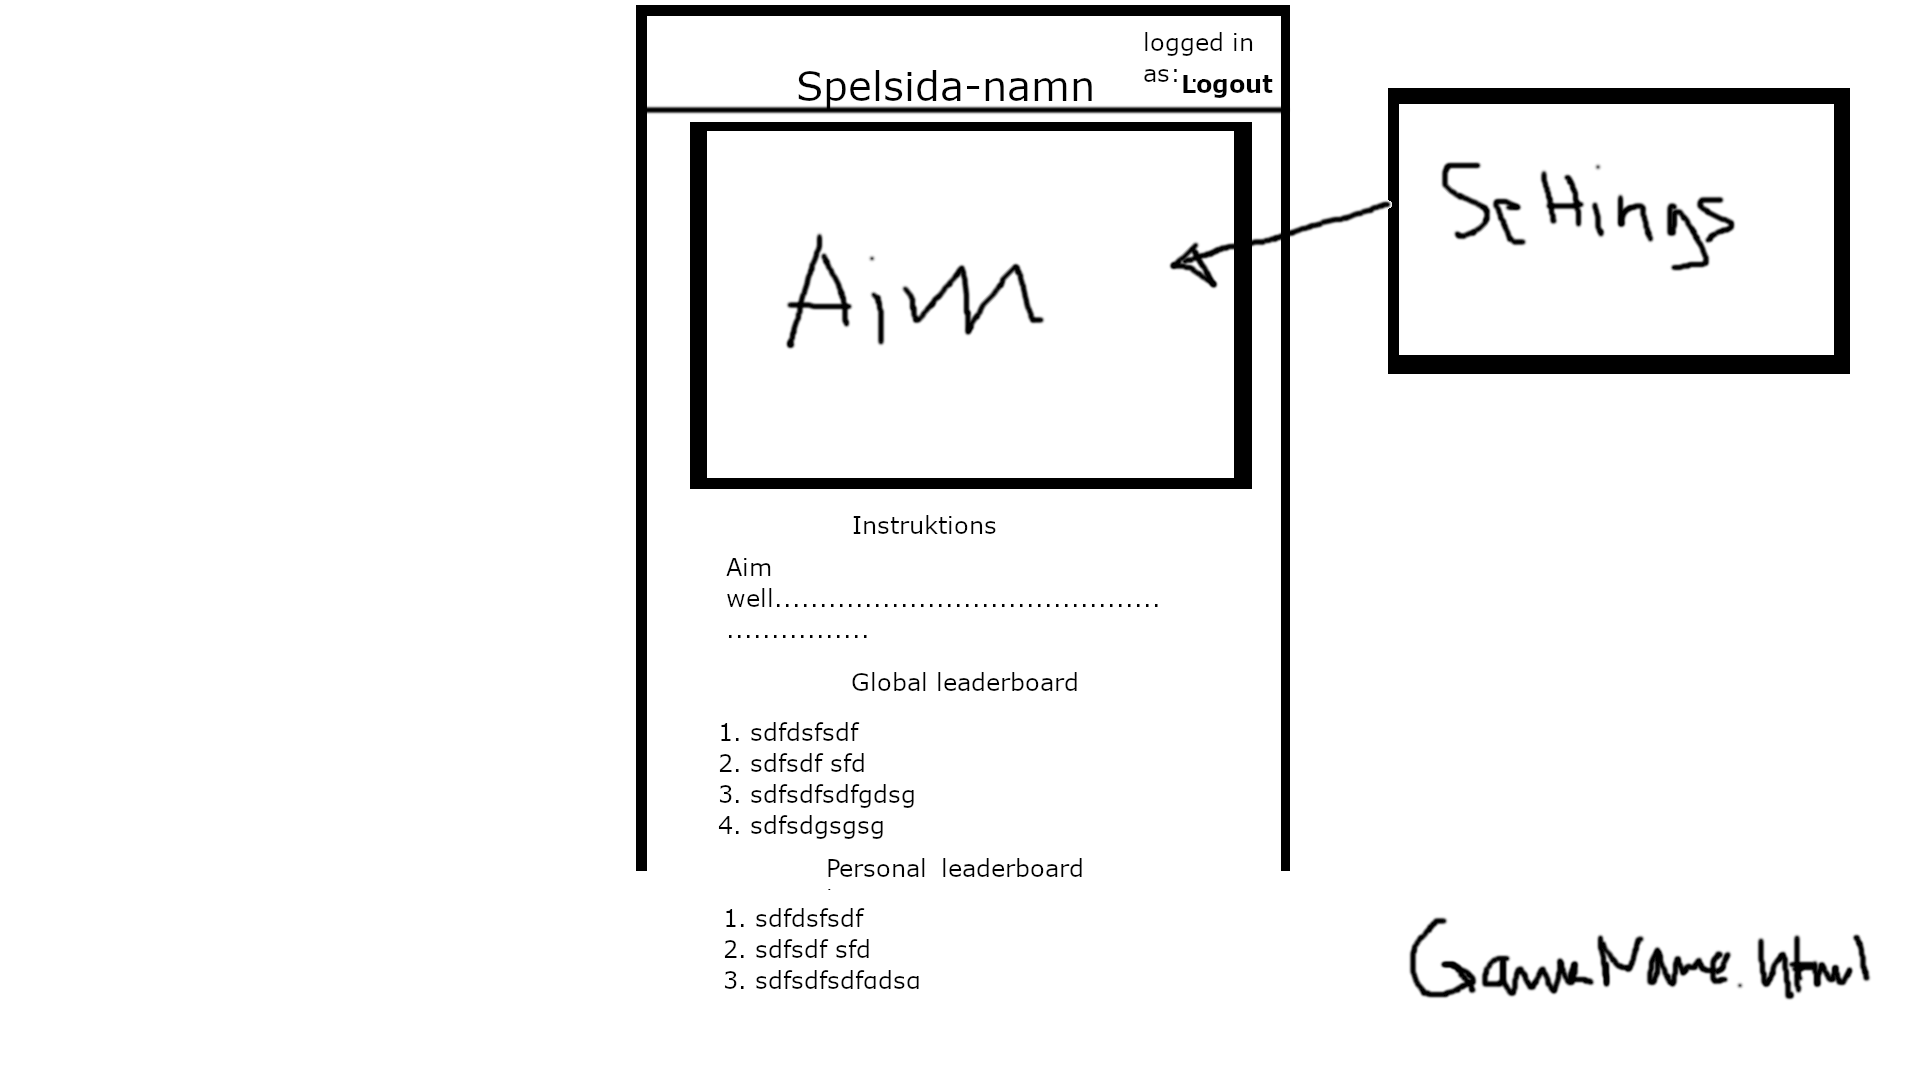 logged in
as: .
Logout
Spelsida-namn
Aim
Settings
Instruktions
Aim
well...........................................
................
Global leaderboard
1. sdfdsfsdf
2. sdfsdf sfd
3. sdfsdfsdfgdsg
4. sdfsdgsgsg
Personal leaderboard
1. sdfdsfsdf
2. sdfsdf sfd
3. sdfsdfsdfgdsg
GameName.html